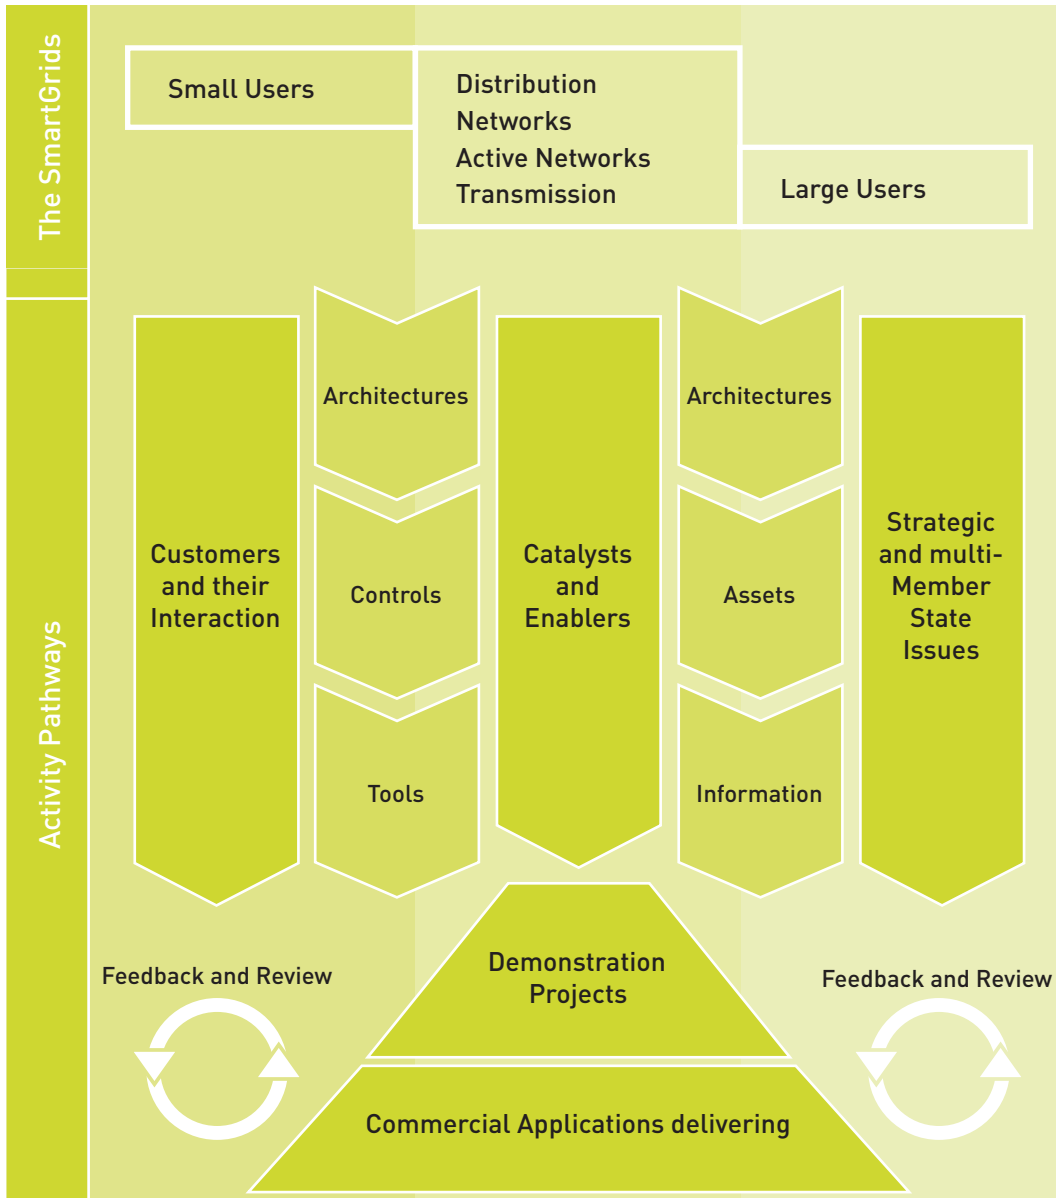 The SmartGrids
Small Users
Distribution
Networks
Active Networks
Transmission
Large Users
Activity Pathways
Customers
and their
Interaction
Architectures
Controls
Tools
Catalysts
and
Enablers
Architectures
Assets
Information
Strategic
and multi-
Member
State
Issues
Feedback and Review
Demonstration
Projects
Feedback and Review
Commercial Applications delivering